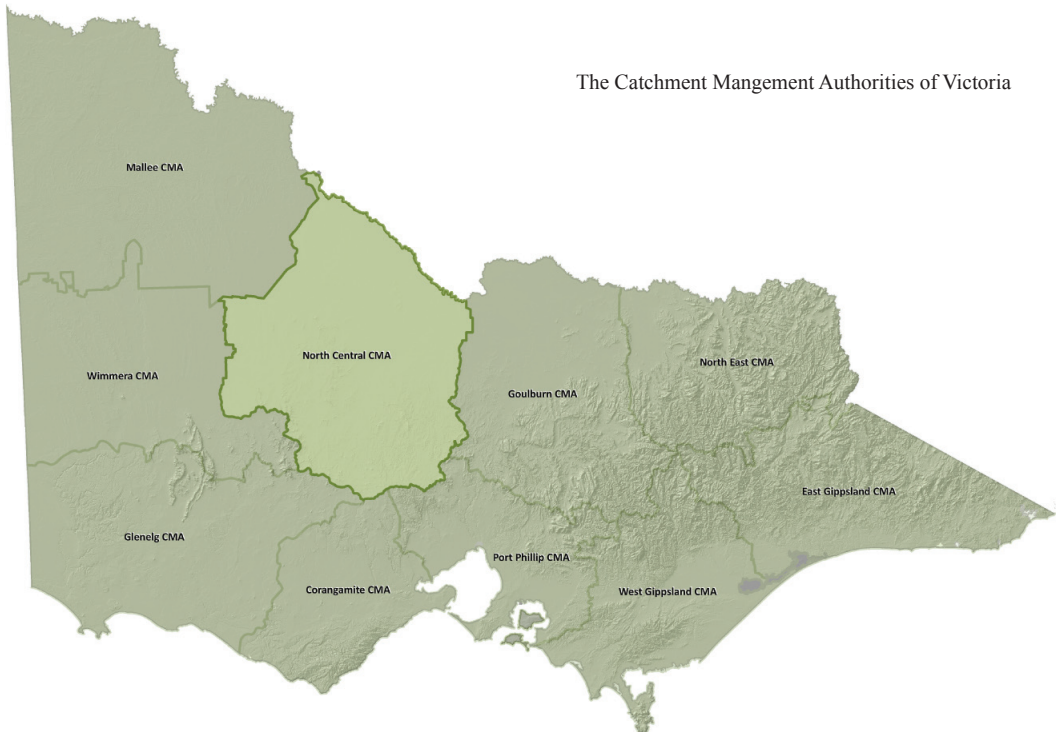 The Catchment Mangement Authorities of Victoria
Mallee CMA
North Central CMA
Wimmera CMA
North East CMA
Goulburn CMA
East Gippsland CMA
Glenelg CMA
Port Phillip CMA
Corangamite CMA
West Gippsland CMA